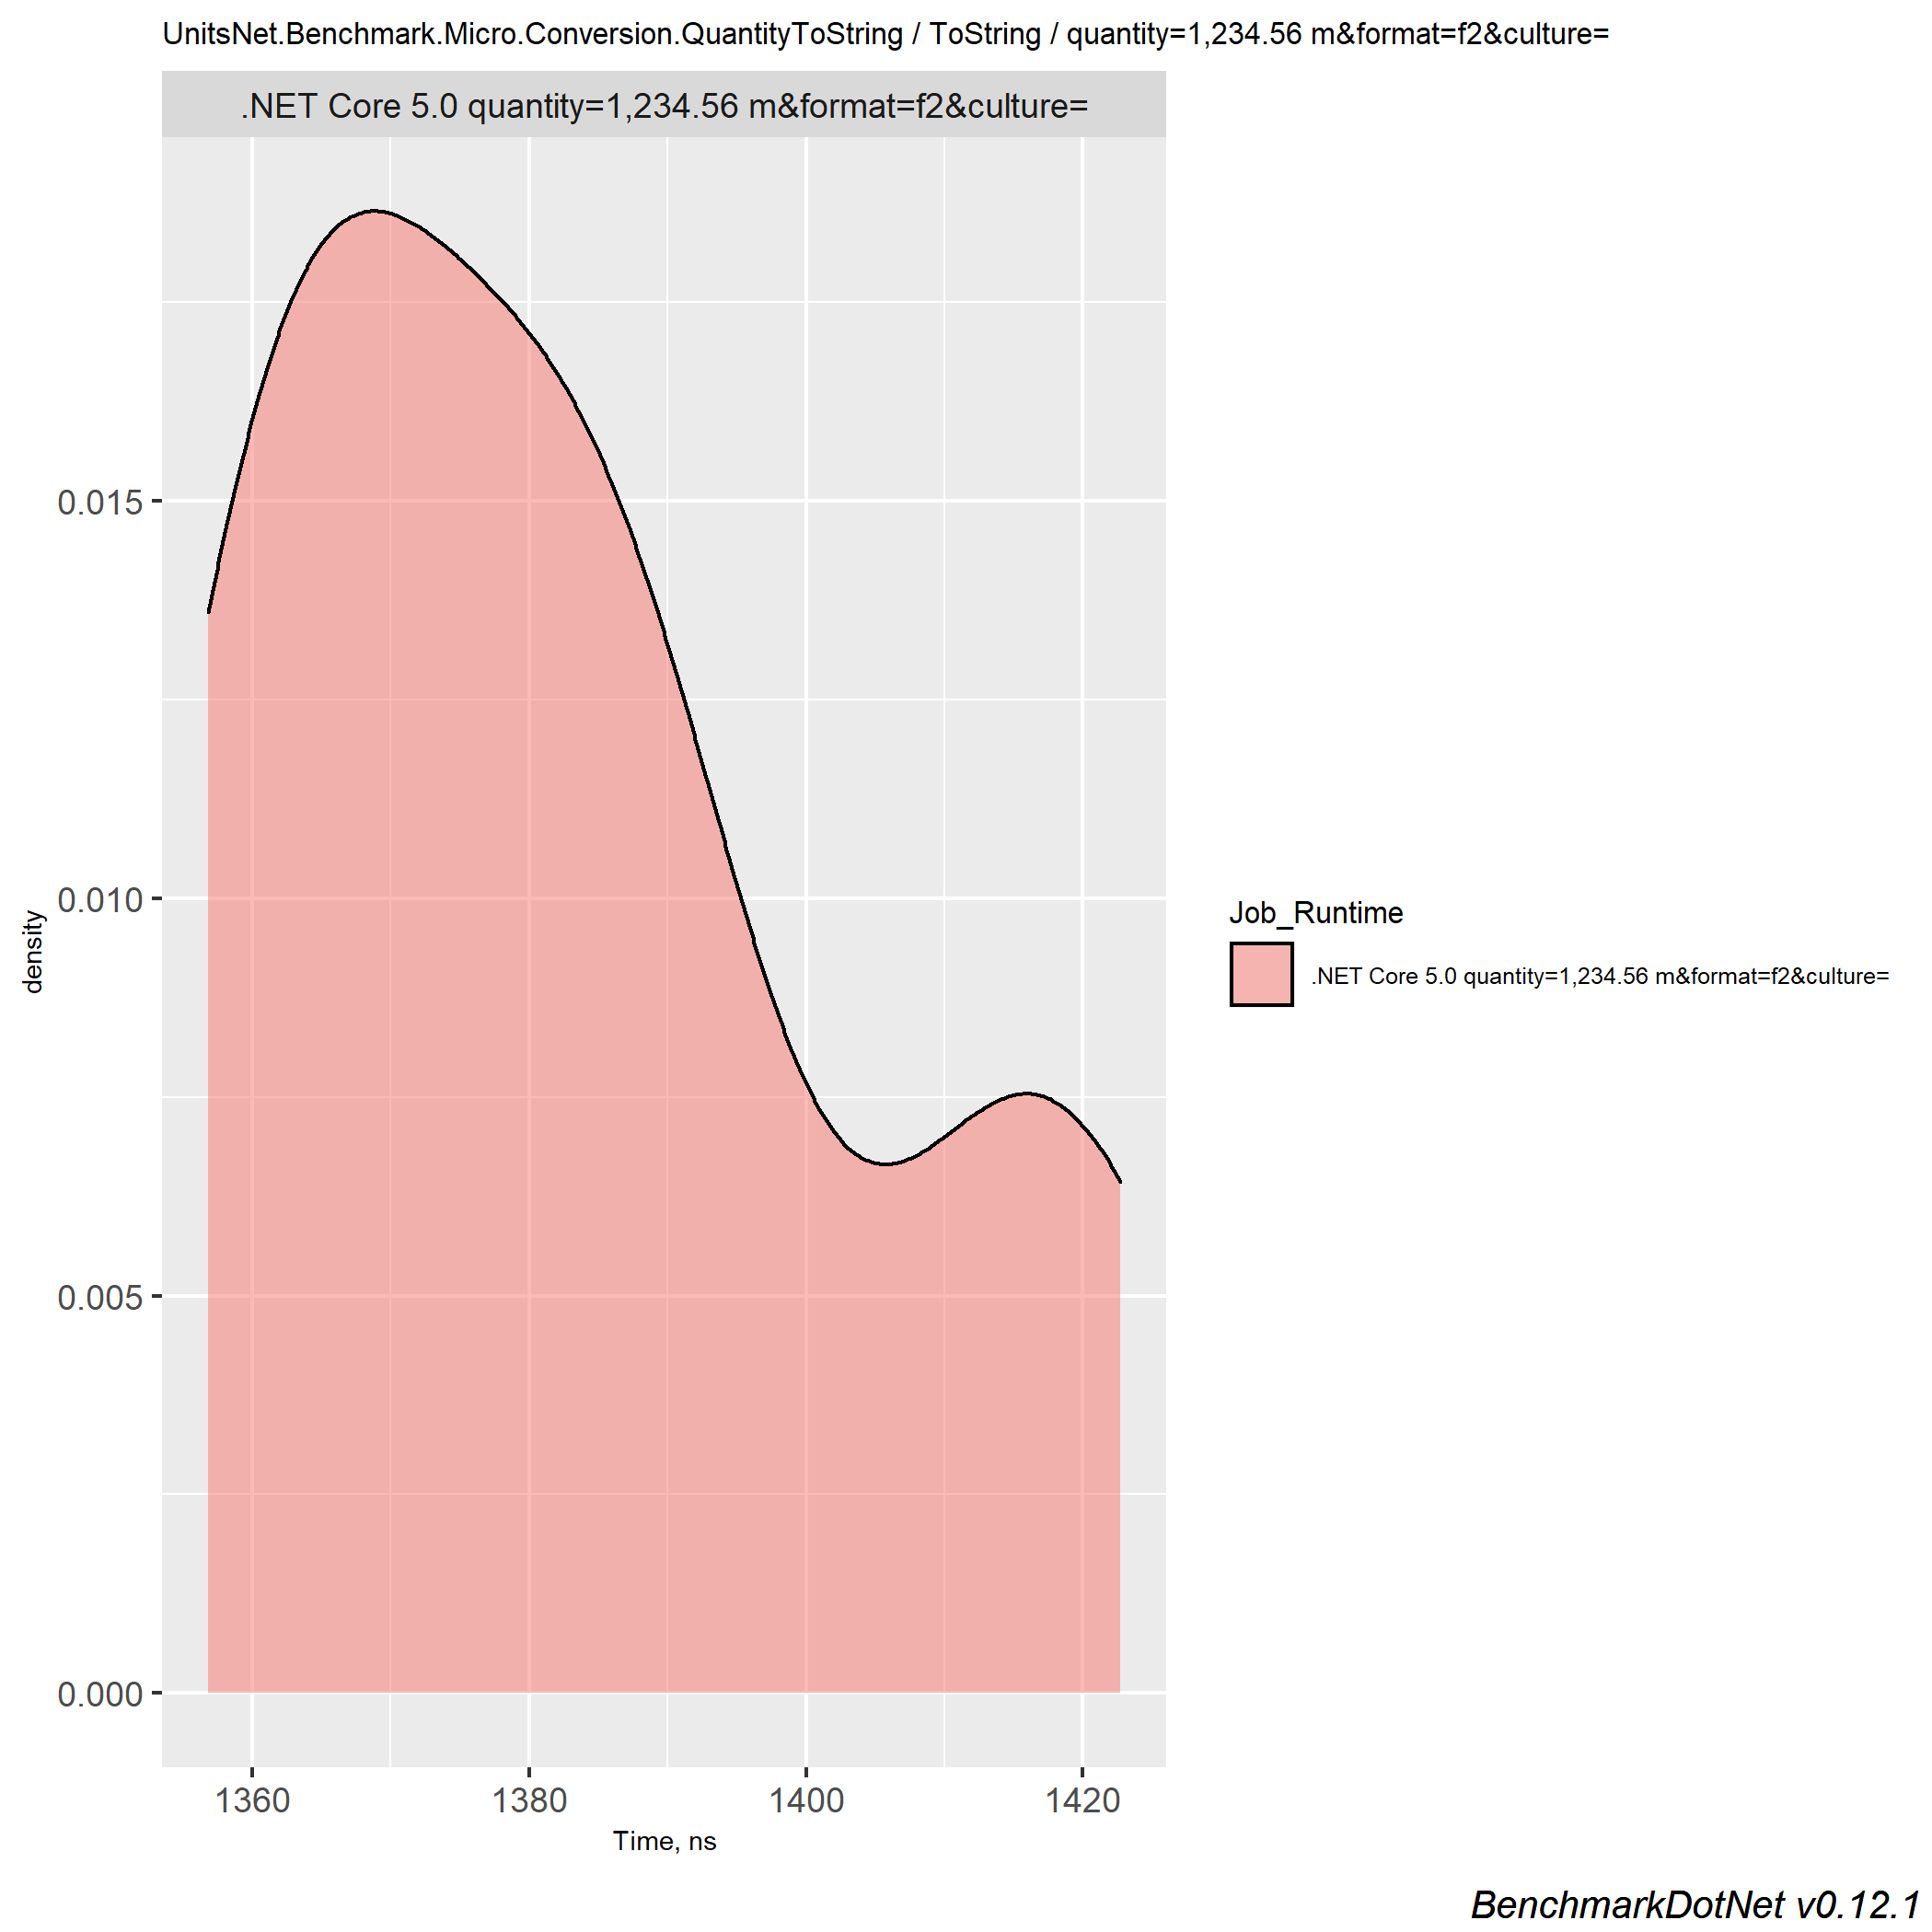 UnitsNet.Benchmark.Micro.Conversion.QuantityToString / ToString / quantity=1,234.56 m&format=f2&culture=
.NET Core 5.0 quantity=1,234.56 m&format=f2&culture=
0.015
0.010
0.005
0.000
density
1360 1380 1400 1420
Time, ns
Job_Runtime
.NET Core 5.0 quantity=1,234.56 m&format=f2&culture=
BenchmarkDotNet v0.12.1